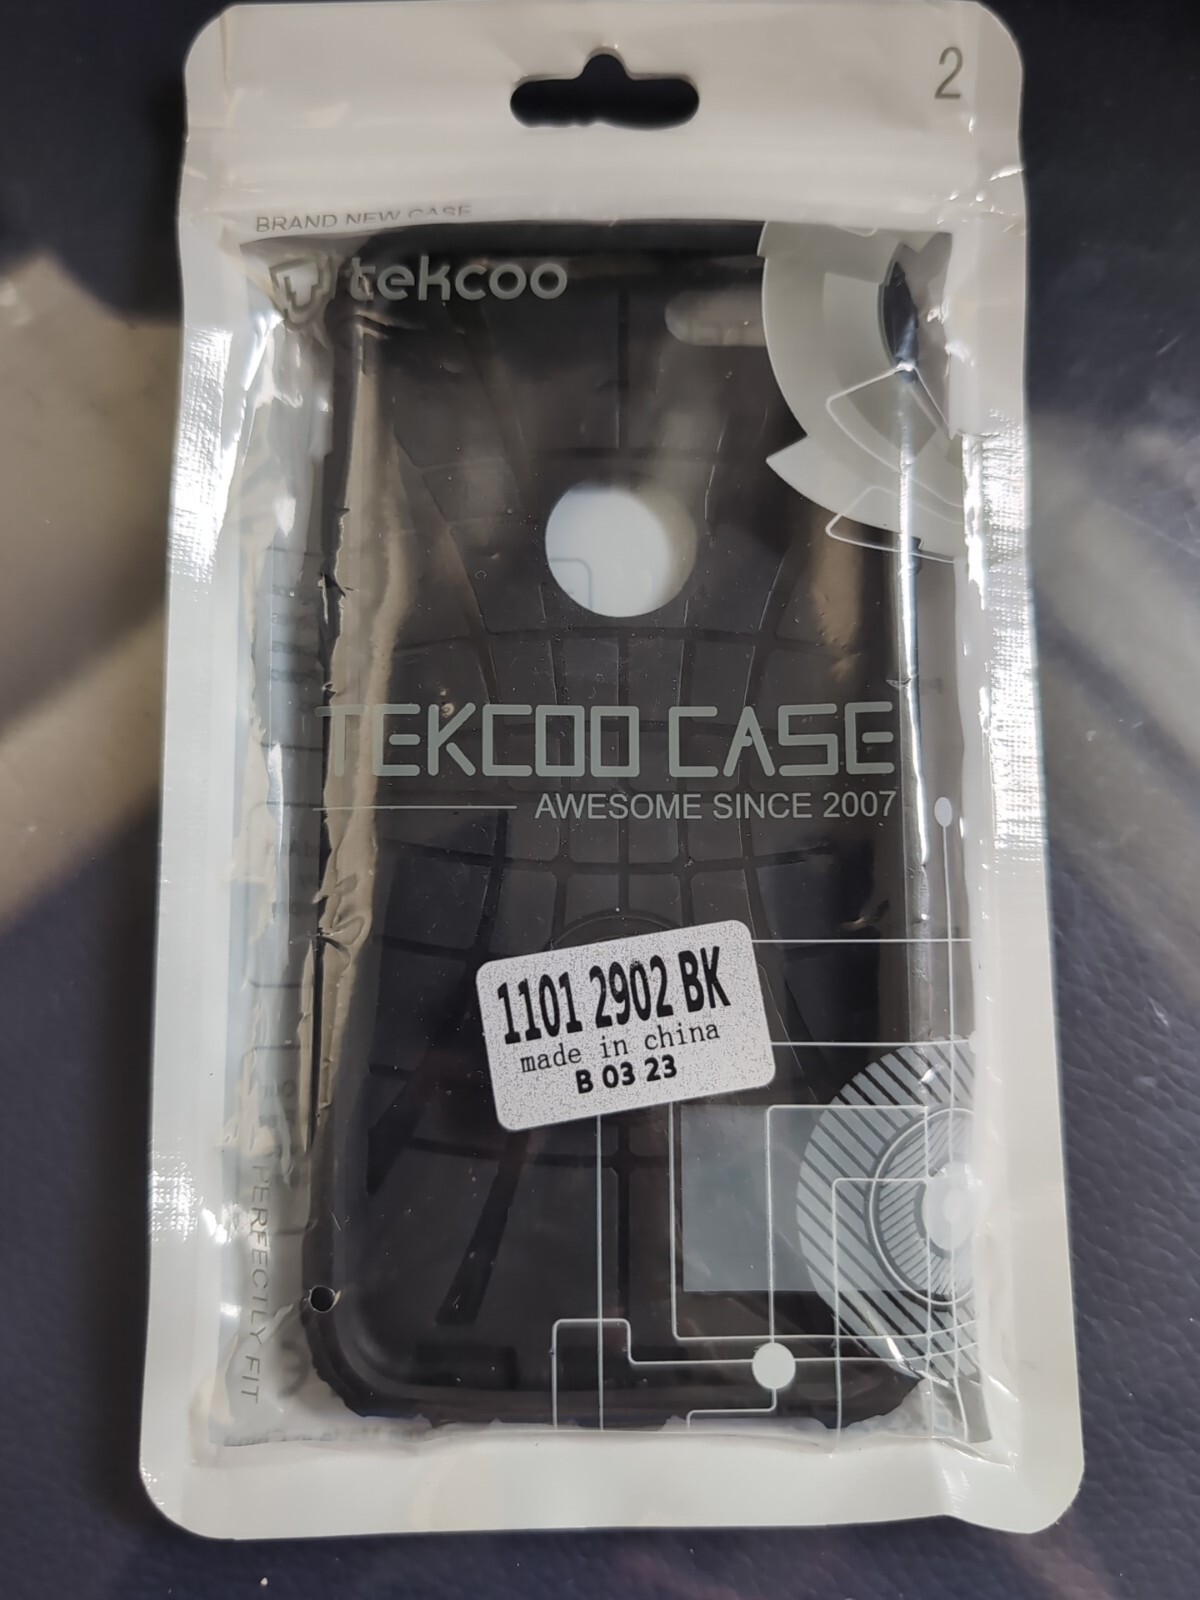 2
BRAND NEW CASE
tekcoo
TEKCOO CASE
AWESOME SINCE 2007
1101 2902 BK
made in china
B 03 23
PERFECTLY FIT